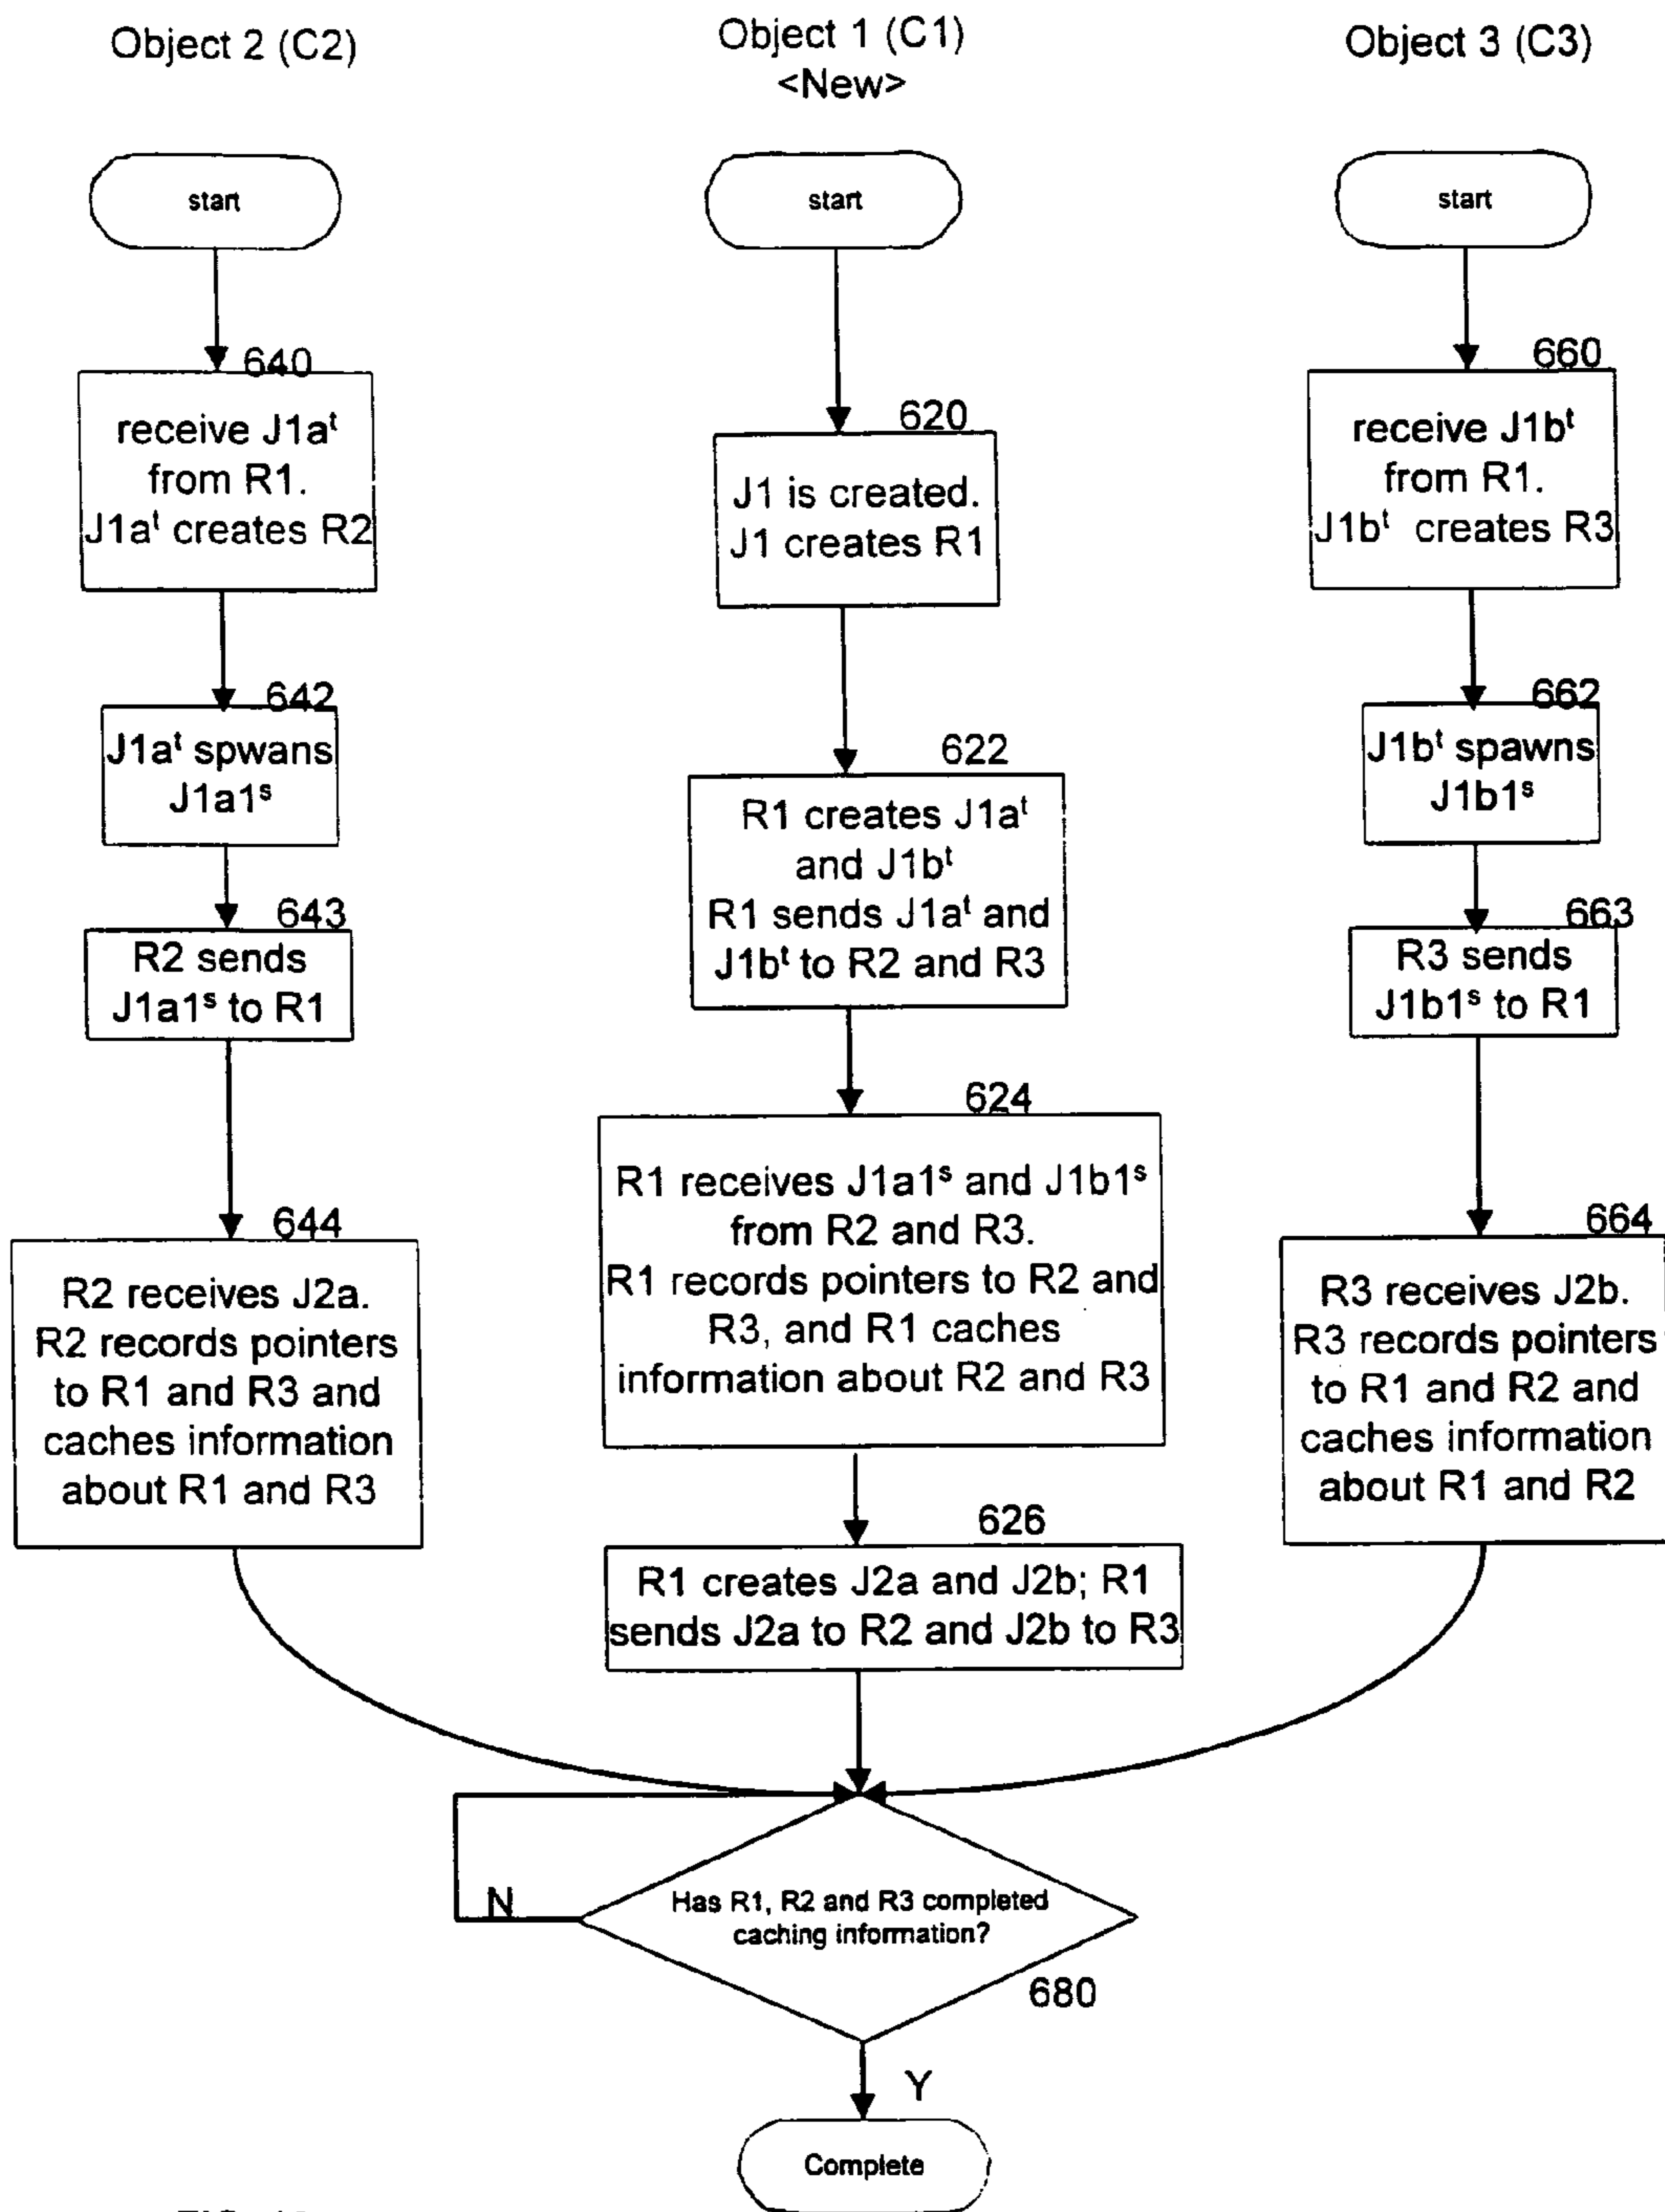 Object 2 (C2)
Object 1 (C1)
<New>
Object 3 (C3)
start
start
start
640
receive J1aᵗ
from R1.
J1aᵗ creates R2
620
J1 is created.
J1 creates R1
660
receive J1bᵗ
from R1.
J1bᵗ creates R3
642
J1aᵗ spwans
J1a1ˢ
622
R1 creates J1aᵗ
and J1bᵗ
R1 sends J1aᵗ and
J1bᵗ to R2 and R3
662
J1bᵗ spawns
J1b1ˢ
643
R2 sends
J1a1ˢ to R1
663
R3 sends
J1b1ˢ to R1
624
R1 receives J1a1ˢ and J1b1ˢ
from R2 and R3.
R1 records pointers to R2 and
R3, and R1 caches
information about R2 and R3
644
R2 receives J2a.
R2 records pointers
to R1 and R3 and
caches information
about R1 and R3
664
R3 receives J2b.
R3 records pointers
to R1 and R2 and
caches information
about R1 and R2
626
R1 creates J2a and J2b; R1
sends J2a to R2 and J2b to R3
N
Has R1, R2 and R3 completed
caching information?
680
Y
Complete